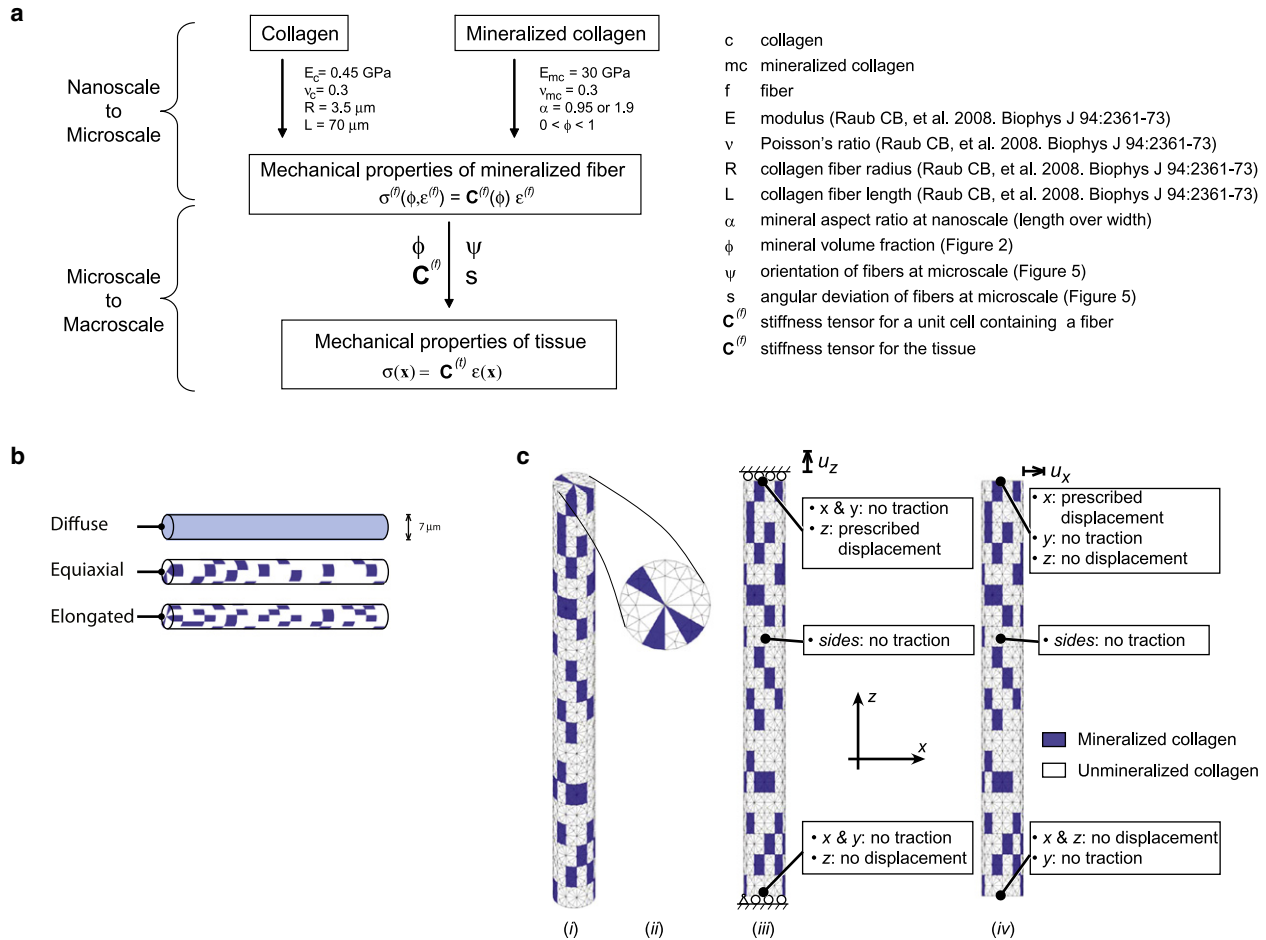 a
Nanoscale
to
Microscale
Microscale
to
Macroscale
Collagen
Mineralized collagen
E_c= 0.45 GPa
ν_c= 0.3
R = 3.5 μm
L = 70 μm
E_mc = 30 GPa
ν_mc = 0.3
α = 0.95 or 1.9
0 < ϕ < 1
Mechanical properties of mineralized fiber
σ^(f)(ϕ,ε^(f)) = C^(f)(ϕ) ε^(f)
ϕ ψ
C^(f) s
Mechanical properties of tissue
σ(x) = C^(t) ε(x)
c collagen
mc mineralized collagen
f fiber
E modulus (Raub CB, et al. 2008. Biophys J 94:2361-73)
ν Poisson's ratio (Raub CB, et al. 2008. Biophys J 94:2361-73)
R collagen fiber radius (Raub CB, et al. 2008. Biophys J 94:2361-73)
L collagen fiber length (Raub CB, et al. 2008. Biophys J 94:2361-73)
α mineral aspect ratio at nanoscale (length over width)
ϕ mineral volume fraction (Figure 2)
ψ orientation of fibers at microscale (Figure 5)
s angular deviation of fibers at microscale (Figure 5)
C^(f) stiffness tensor for a unit cell containing a fiber
C^(f) stiffness tensor for the tissue
b
Diffuse
Equiaxial
Elongated
7 μm
c
u_z
• x & y: no traction
• z: prescribed
displacement
• sides: no traction
z
x
• x & y: no traction
• z: no displacement
u_x
• x: prescribed
displacement
• y: no traction
• z: no displacement
• sides: no traction
Mineralized collagen
Unmineralized collagen
• x & z: no displacement
• y: no traction
(i)
(ii)
(iii)
(iv)